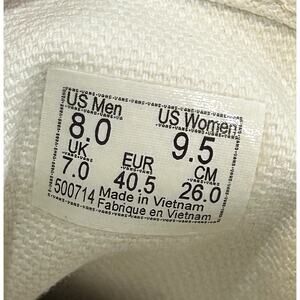 US Men US Women
8.0 9.5
UK EUR CM
7.0 40.5 26.0
500714 Made in Vietnam
Fabrique en Vietnam